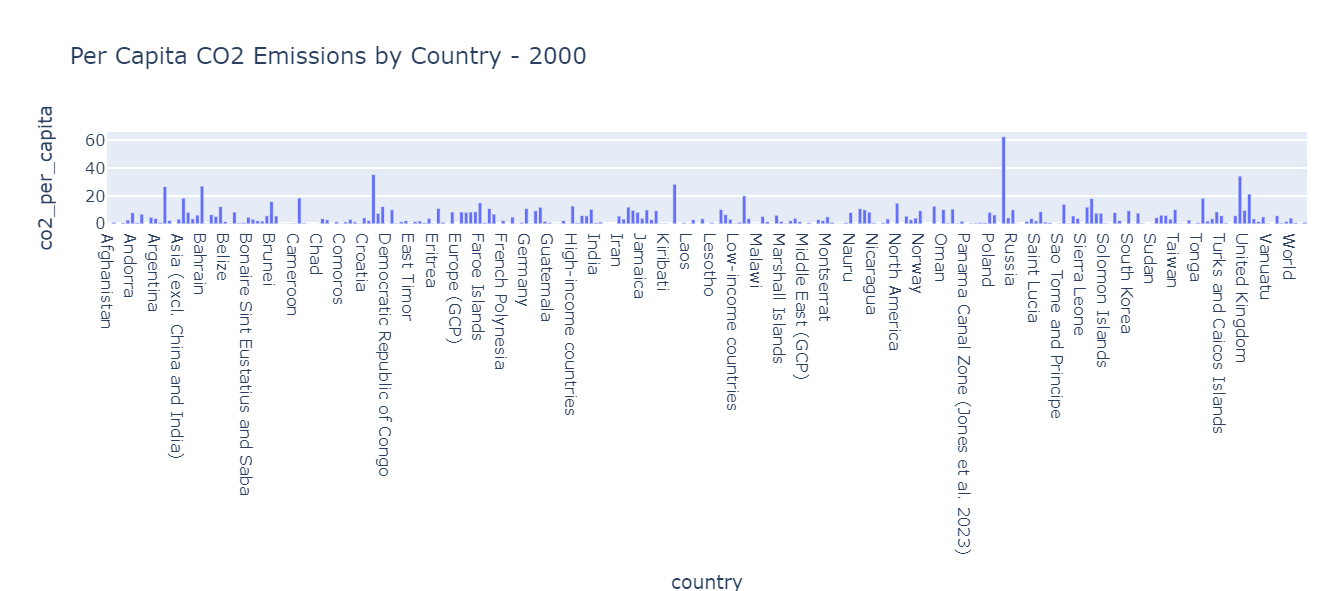 Per Capita CO2 Emissions by Country - 2000
co2_per_capita
60
40
20
0
Afghanistan
Andorra
Argentina
Asia (excl. China and India)
Bahrain
Belize
Bonaire Sint Eustatius and Saba
Brunei
Cameroon
Chad
Comoros
Croatia
Democratic Republic of Congo
East Timor
Eritrea
Europe (GCP)
Faroe Islands
French Polynesia
Germany
Guatemala
High-income countries
India
Iran
Jamaica
Kiribati
Laos
Lesotho
Low-income countries
Malawi
Marshall Islands
Middle East (GCP)
Montserrat
Nauru
Nicaragua
North America
Norway
Oman
Panama Canal Zone (Jones et al. 2023)
Poland
Russia
Saint Lucia
Sao Tome and Principe
Sierra Leone
Solomon Islands
South Korea
Sudan
Taiwan
Tonga
Turks and Caicos Islands
United Kingdom
Vanuatu
World
country